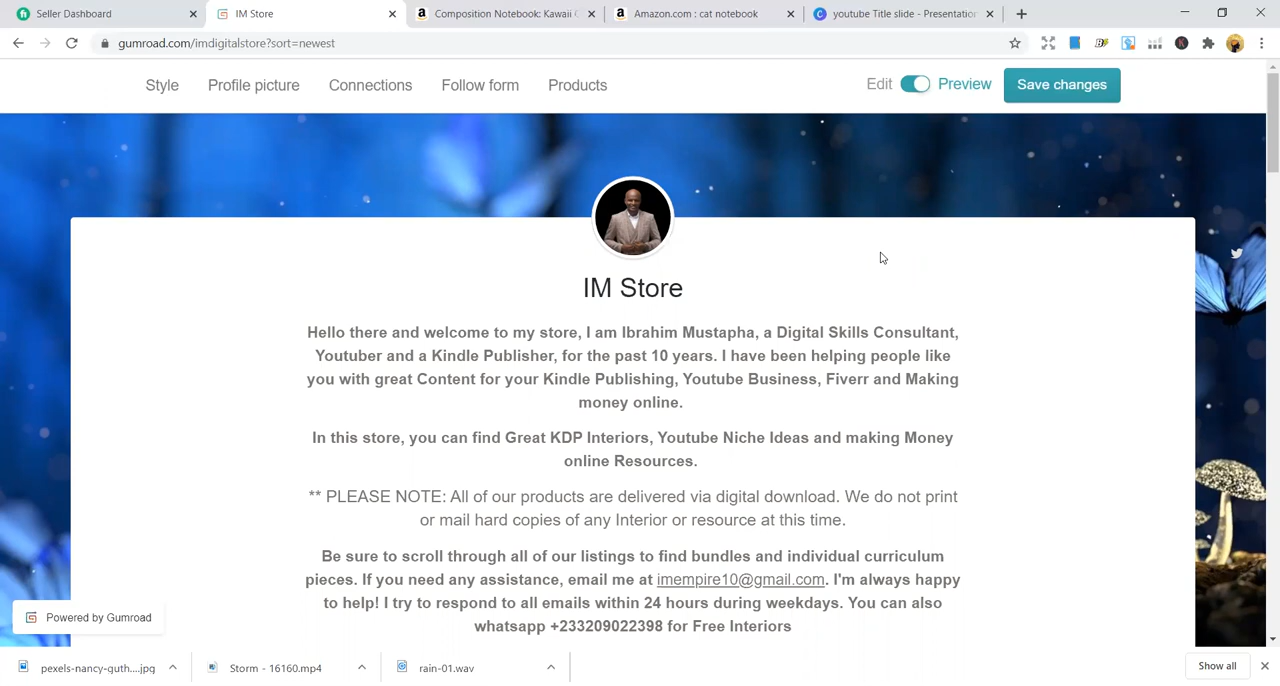 Seller Dashboard
IM Store
Composition Notebook: Kawaii C
Amazon.com : cat notebook
youtube Title slide - Presentation
gumroad.com/imdigitalstore?sort=newest
Style
Profile picture
Connections
Follow form
Products
Edit
Preview
Save changes
IM Store
Hello there and welcome to my store, I am Ibrahim Mustapha, a Digital Skills Consultant,
Youtuber and a Kindle Publisher, for the past 10 years. I have been helping people like
you with great Content for your Kindle Publishing, Youtube Business, Fiverr and Making
money online.
In this store, you can find Great KDP Interiors, Youtube Niche Ideas and making Money
online Resources.
** PLEASE NOTE: All of our products are delivered via digital download. We do not print
or mail hard copies of any Interior or resource at this time.
Be sure to scroll through all of our listings to find bundles and individual curriculum
pieces. If you need any assistance, email me at imempire10@gmail.com. I'm always happy
to help! I try to respond to all emails within 24 hours during weekdays. You can also
whatsapp +233209022398 for Free Interiors
Powered by Gumroad
pexels-nancy-guth....jpg
Storm - 16160.mp4
rain-01.wav
Show all